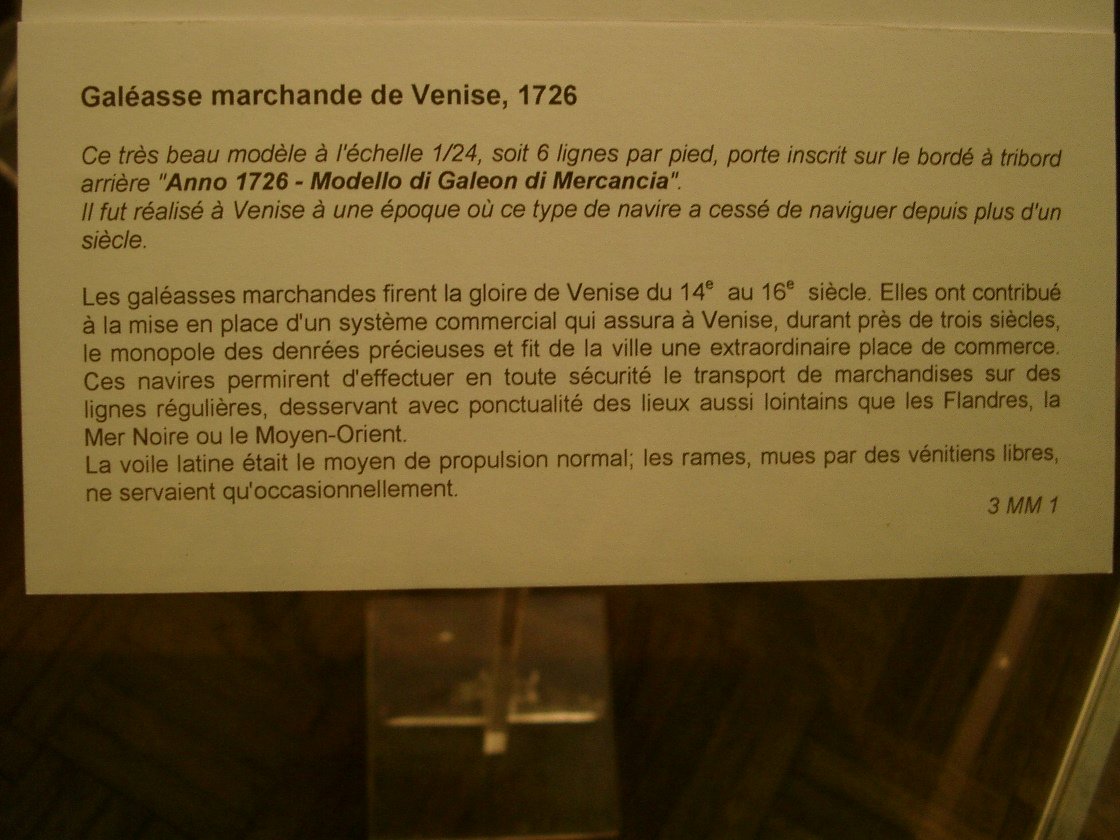 Galéasse marchande de Venise, 1726
Ce très beau modèle à l'échelle 1/24, soit 6 lignes par pied, porte inscrit sur le bordé à tribord
arrière "Anno 1726 - Modello di Galeon di Mercancia".
Il fut réalisé à Venise à une époque où ce type de navire a cessé de naviguer depuis plus d'un
siècle.
Les galéasses marchandes firent la gloire de Venise du 14e au 16e siècle. Elles ont contribué
à la mise en place d'un système commercial qui assura à Venise, durant près de trois siècles,
le monopole des denrées précieuses et fit de la ville une extraordinaire place de commerce.
Ces navires permirent d'effectuer en toute sécurité le transport de marchandises sur des
lignes régulières, desservant avec ponctualité des lieux aussi lointains que les Flandres, la
Mer Noire ou le Moyen-Orient.
La voile latine était le moyen de propulsion normal; les rames, mues par des vénitiens libres,
ne servaient qu'occasionnellement.
3 MM 1